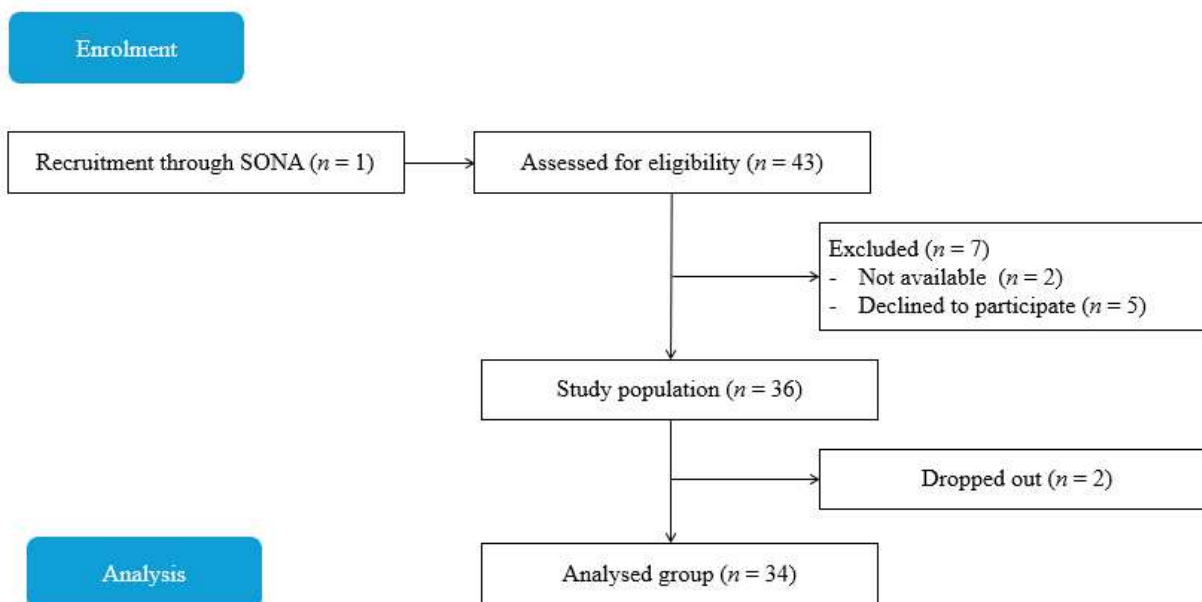 Enrolment
Recruitment through SONA (n = 1)
Assessed for eligibility (n = 43)
Excluded (n = 7)
- Not available (n = 2)
- Declined to participate (n = 5)
Study population (n = 36)
Dropped out (n = 2)
Analysis
Analysed group (n = 34)